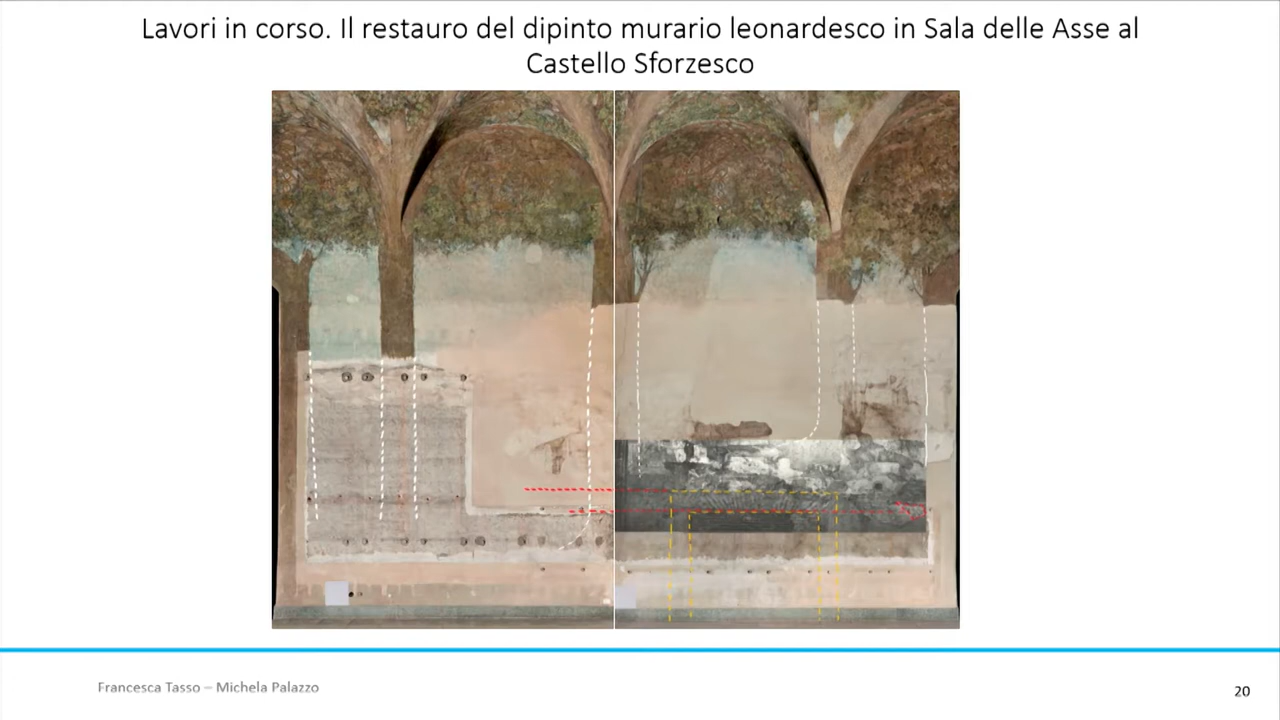 Lavori in corso. Il restauro del dipinto murario leonardesco in Sala delle Asse al
Castello Sforzesco
Francesca Tasso – Michela Palazzo
20